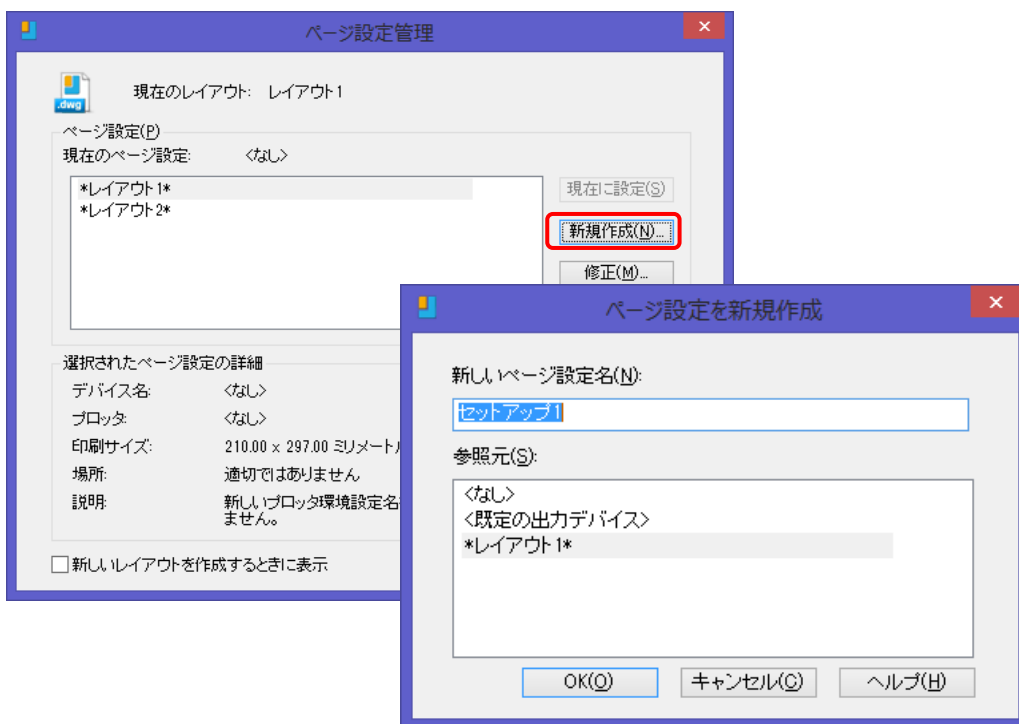 ページ設定管理
.dwg
現在のレイアウト: レイアウト1
ページ設定(P)
現在のページ設定: <なし>
*レイアウト1*
*レイアウト2*
現在に設定(S)
新規作成(N)...
修正(M)...
選択されたページ設定の詳細
デバイス名: <なし>
プロッタ: <なし>
印刷サイズ: 210.00 x 297.00 ミリメートル
場所: 適切ではありません
説明: 新しいプロッタ環境設定名
ません。
新しいレイアウトを作成するときに表示
ページ設定を新規作成
新しいページ設定名(N):
セットアップ1
参照元(S):
<なし>
<既定の出力デバイス>
*レイアウト1*
OK(O)
キャンセル(C)
ヘルプ(H)